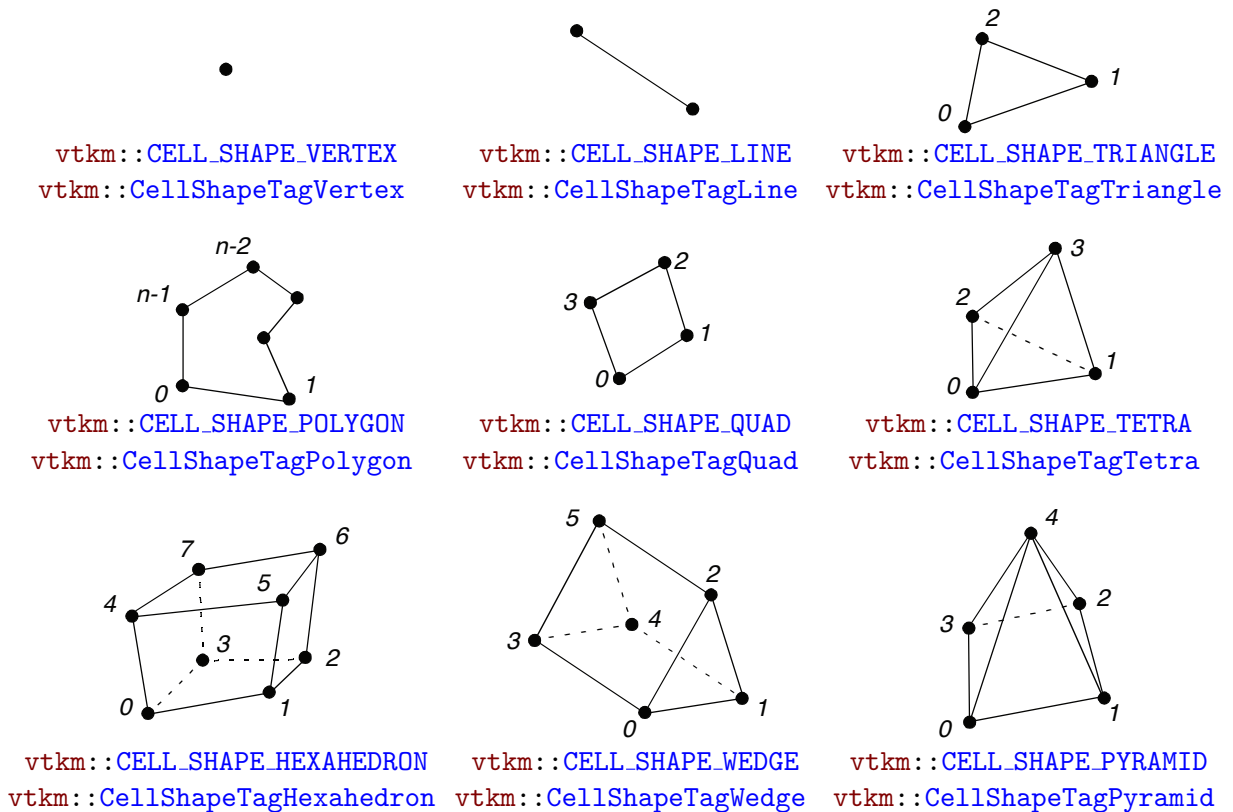 2
1
0
vtkm::CELL_SHAPE_VERTEX
vtkm::CELL_SHAPE_LINE
vtkm::CELL_SHAPE_TRIANGLE
vtkm::CellShapeTagVertex
vtkm::CellShapeTagLine
vtkm::CellShapeTagTriangle
n-2
n-1
0
1
2
3
1
0
3
2
1
0
vtkm::CELL_SHAPE_POLYGON
vtkm::CELL_SHAPE_QUAD
vtkm::CELL_SHAPE_TETRA
vtkm::CellShapeTagPolygon
vtkm::CellShapeTagQuad
vtkm::CellShapeTagTetra
7
6
5
4
3
2
0
1
5
2
4
3
0
1
4
2
3
0
1
vtkm::CELL_SHAPE_HEXAHEDRON
vtkm::CELL_SHAPE_WEDGE
vtkm::CELL_SHAPE_PYRAMID
vtkm::CellShapeTagHexahedron
vtkm::CellShapeTagWedge
vtkm::CellShapeTagPyramid